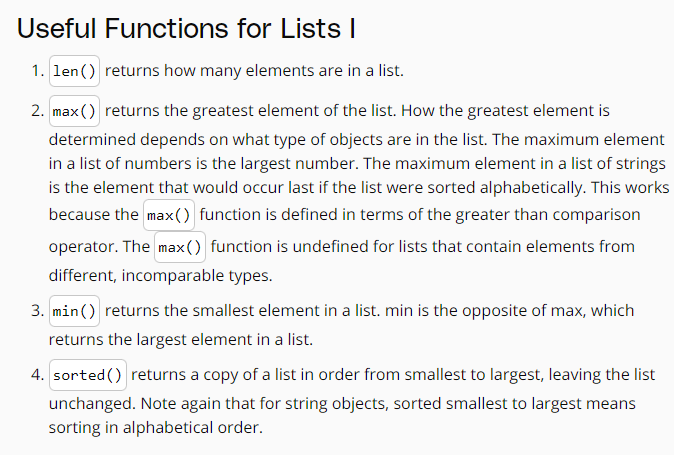 Useful Functions for Lists I
1. len() returns how many elements are in a list.
2. max() returns the greatest element of the list. How the greatest element is
determined depends on what type of objects are in the list. The maximum element
in a list of numbers is the largest number. The maximum element in a list of strings
is the element that would occur last if the list were sorted alphabetically. This works
because the max() function is defined in terms of the greater than comparison
operator. The max() function is undefined for lists that contain elements from
different, incomparable types.
3. min() returns the smallest element in a list. min is the opposite of max, which
returns the largest element in a list.
4. sorted() returns a copy of a list in order from smallest to largest, leaving the list
unchanged. Note again that for string objects, sorted smallest to largest means
sorting in alphabetical order.